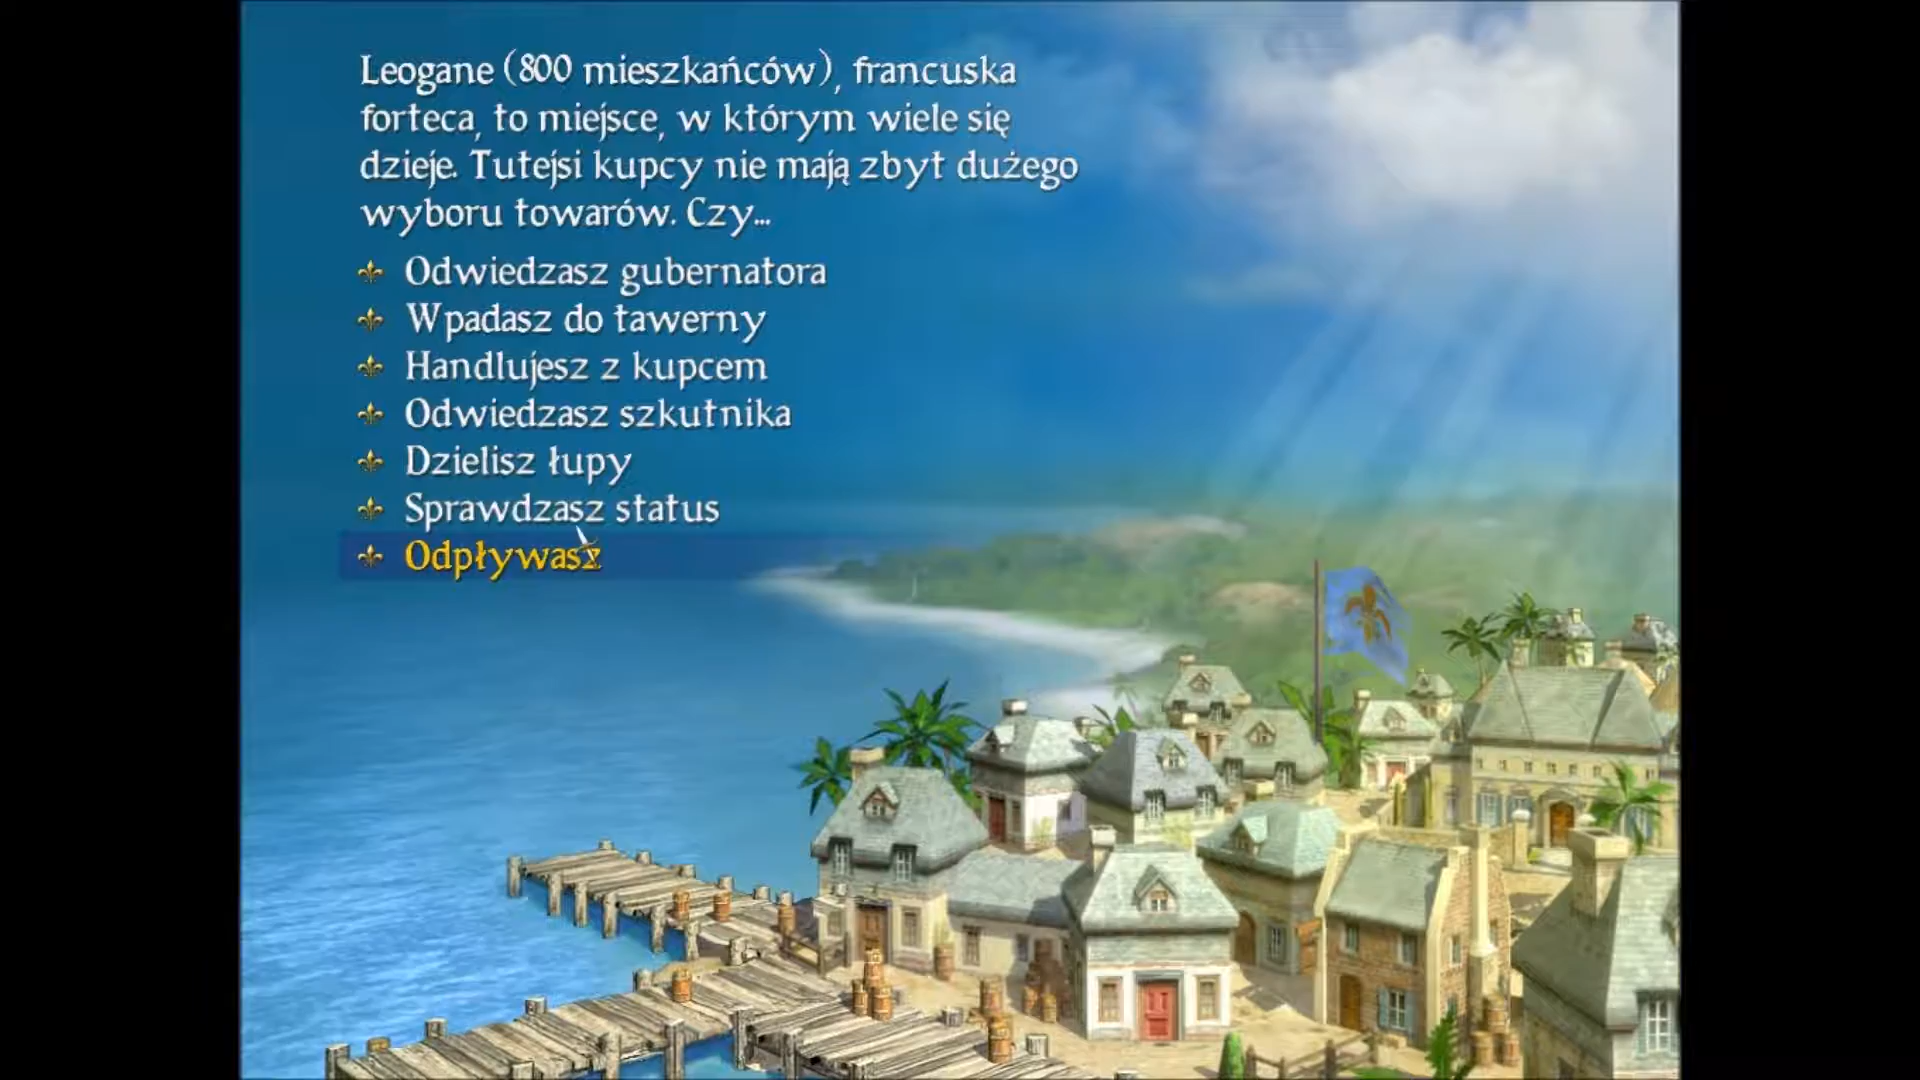 Leogane (800 mieszkańców), francuska
forteca, to miejsce, w którym wiele się
dzieje. Tutejsi kupcy nie mają zbyt dużego
wyboru towarów. Czy...
Odwiedzasz gubernatora
Wpadasz do tawerny
Handlujesz z kupcem
Odwiedzasz szkutnika
Dzielisz łupy
Sprawdzasz status
Odpływasz